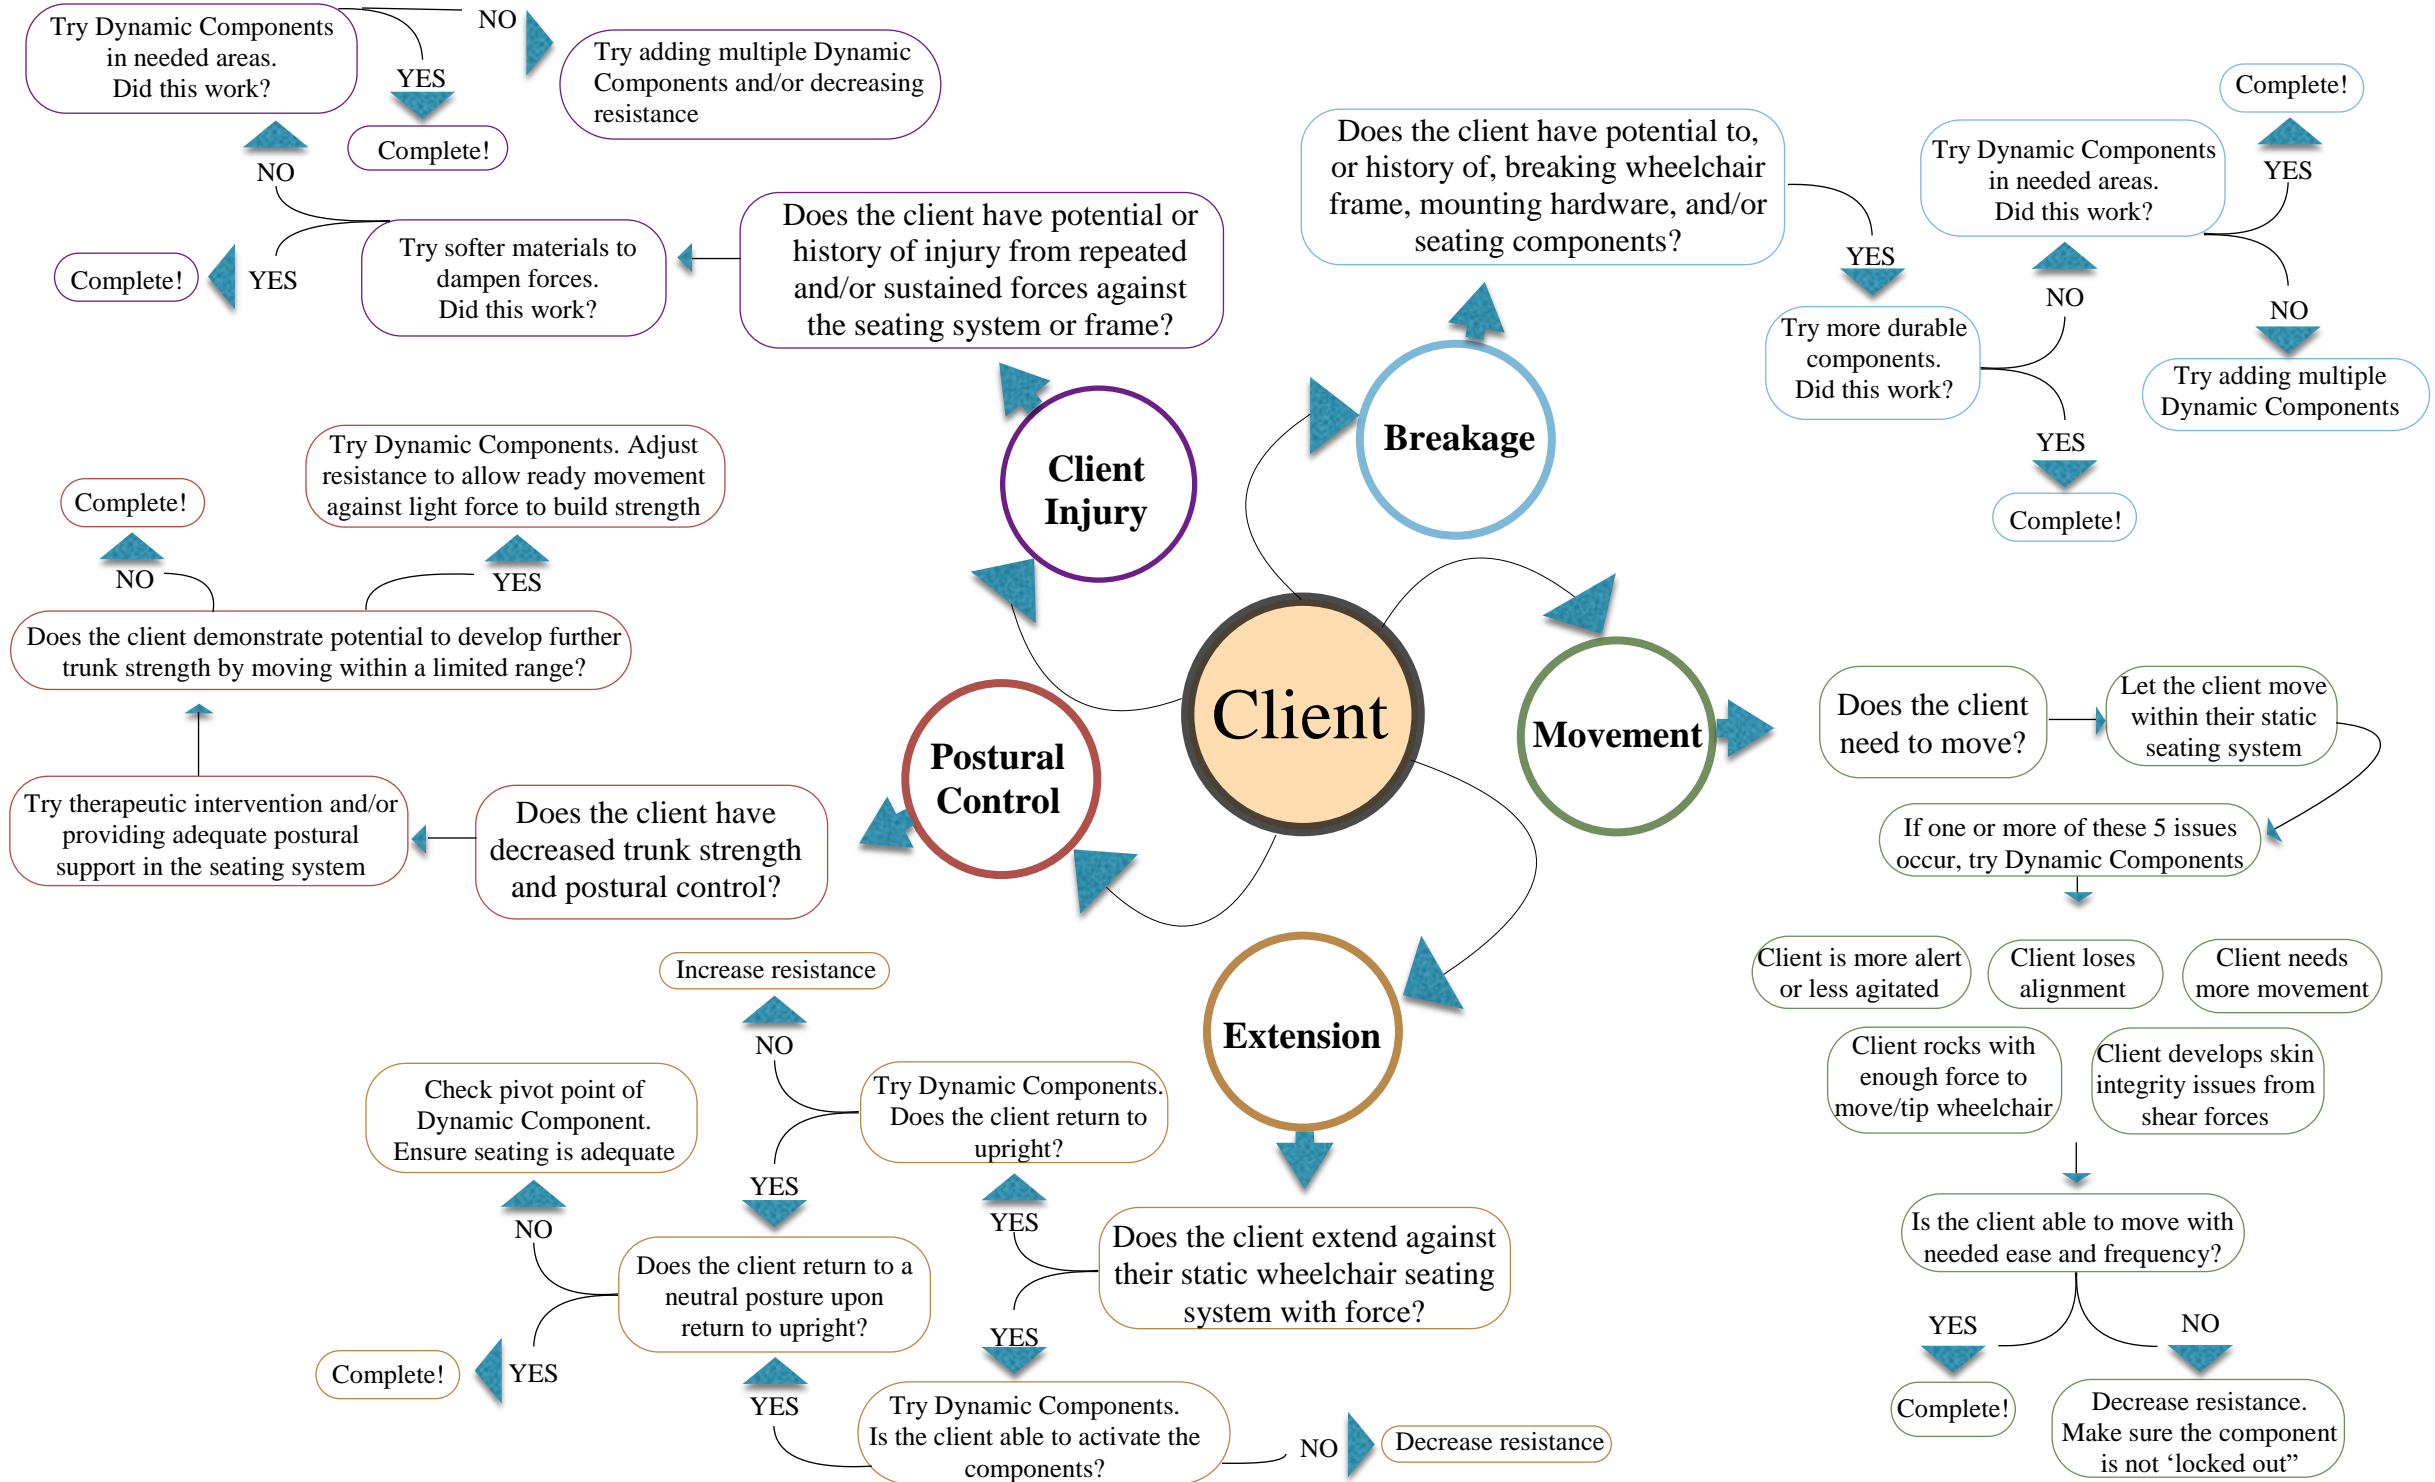 Try Dynamic Components
in needed areas.
Did this work?
NO
YES
Try adding multiple Dynamic
Components and/or decreasing
resistance
Complete!
NO
Complete!
YES
Try softer materials to
dampen forces.
Did this work?
Does the client have potential or
history of injury from repeated
and/or sustained forces against
the seating system or frame?
Client
Injury
Does the client have potential to,
or history of, breaking wheelchair
frame, mounting hardware, and/or
seating components?
Breakage
YES
Try more durable
components.
Did this work?
NO
YES
Complete!
Try Dynamic Components
in needed areas.
Did this work?
YES
Complete!
NO
Try adding multiple
Dynamic Components
Complete!
NO
Try Dynamic Components. Adjust
resistance to allow ready movement
against light force to build strength
YES
Does the client demonstrate potential to develop further
trunk strength by moving within a limited range?
Try therapeutic intervention and/or
providing adequate postural
support in the seating system
Does the client have
decreased trunk strength
and postural control?
Postural
Control
Client
Movement
Does the client
need to move?
Let the client move
within their static
seating system
If one or more of these 5 issues
occur, try Dynamic Components
Client is more alert
or less agitated
Client loses
alignment
Client needs
more movement
Client rocks with
enough force to
move/tip wheelchair
Client develops skin
integrity issues from
shear forces
Is the client able to move with
needed ease and frequency?
YES
NO
Complete!
Decrease resistance.
Make sure the component
is not ‘locked out”
Extension
Does the client extend against
their static wheelchair seating
system with force?
YES
YES
Try Dynamic Components.
Does the client return to
upright?
NO
Increase resistance
YES
Does the client return to a
neutral posture upon
return to upright?
NO
Check pivot point of
Dynamic Component.
Ensure seating is adequate
YES
Complete!
YES
Try Dynamic Components.
Is the client able to activate the
components?
NO
Decrease resistance